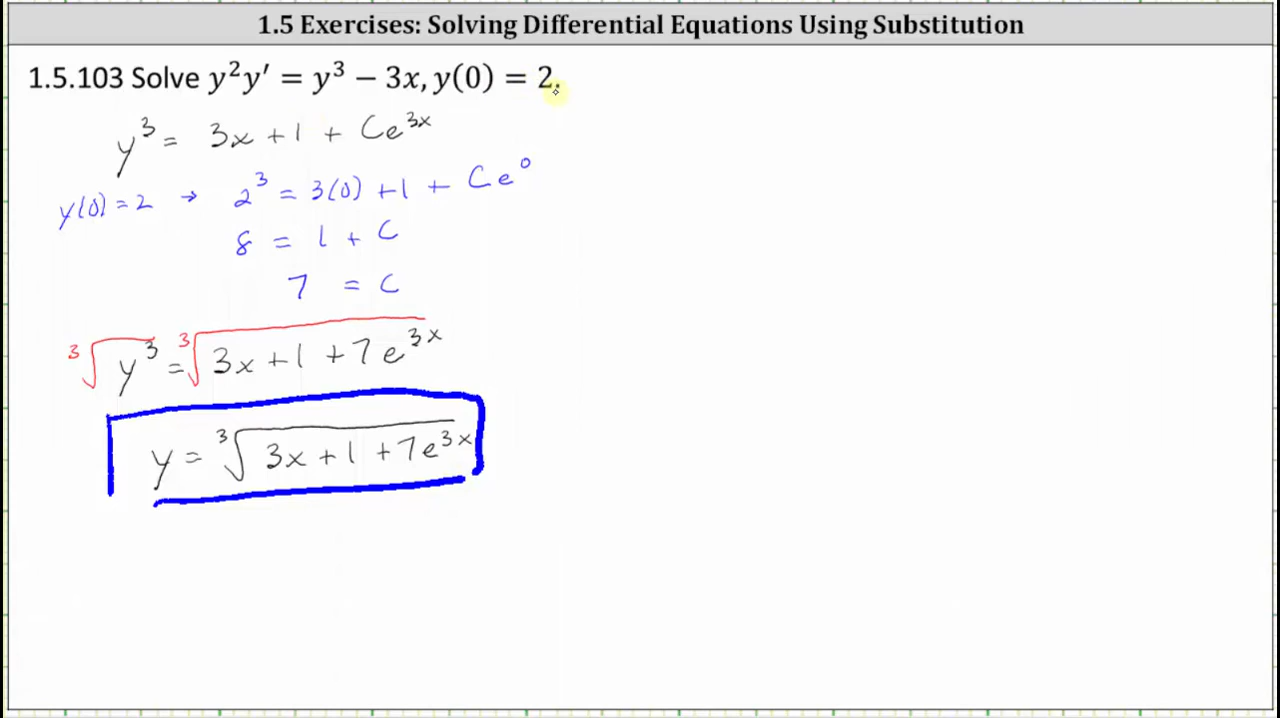 1.5 Exercises: Solving Differential Equations Using Substitution
1.5.103 Solve y²y′ = y³ − 3x, y(0) = 2.
y³ = 3x + 1 + Ce³ˣ
y(0) = 2 → 2³ = 3(0) + 1 + Ce⁰
8 = 1 + C
7 = C
∛y³ = ∛(3x + 1 + 7e³ˣ)
y = ∛(3x + 1 + 7e³ˣ)